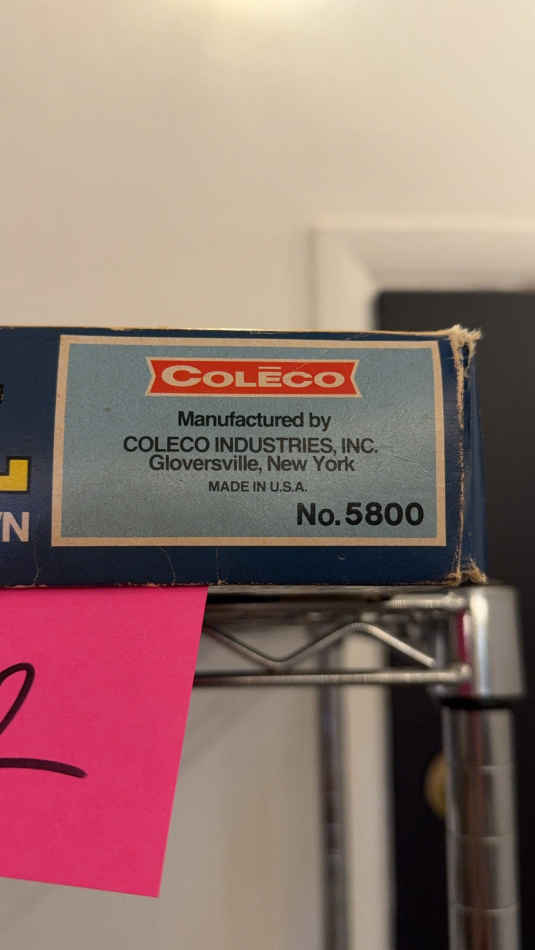 COLECO
Manufactured by
COLECO INDUSTRIES, INC.
Gloversville, New York
MADE IN U.S.A.
No. 5800